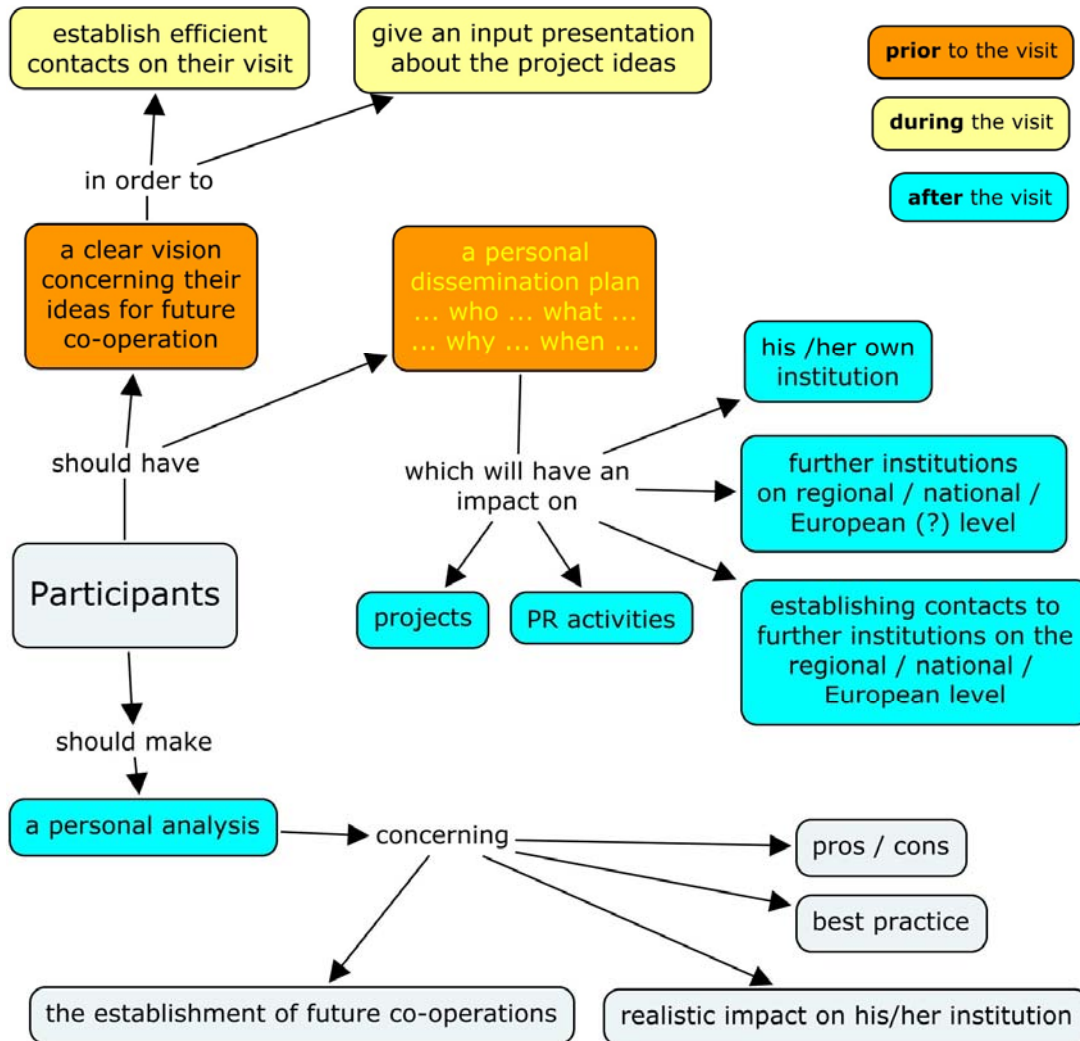 establish efficient
contacts on their visit
give an input presentation
about the project ideas
prior to the visit
during the visit
after the visit
in order to
a clear vision
concerning their
ideas for future
co-operation
a personal
dissemination plan
... who ... what ...
... why ... when ...
his /her own
institution
should have
which will have an
impact on
further institutions
on regional / national /
European (?) level
Participants
projects
PR activities
establishing contacts to
further institutions on the
regional / national /
European level
should make
a personal analysis
concerning
pros / cons
best practice
the establishment of future co-operations
realistic impact on his/her institution